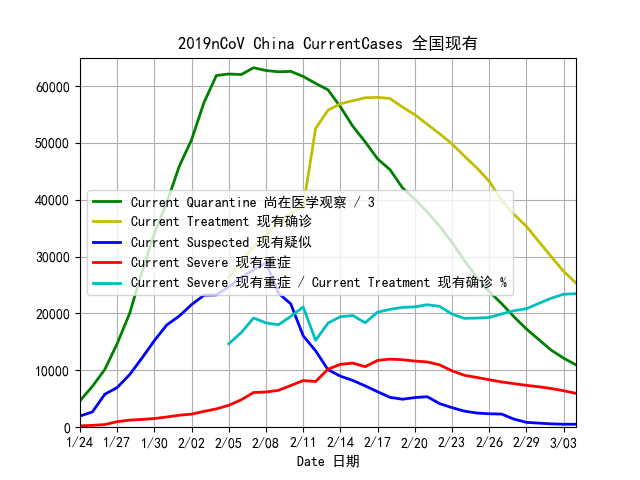 2019nCoV China CurrentCases 全国现有
60000
50000
40000
30000
20000
10000
0
Current Quarantine 尚在医学观察 / 3
Current Treatment 现有确诊
Current Suspected 现有疑似
Current Severe 现有重症
Current Severe 现有重症 / Current Treatment 现有确诊 %
1/24 1/27 1/30 2/02 2/05 2/08 2/11 2/14 2/17 2/20 2/23 2/26 2/29 3/03
Date 日期